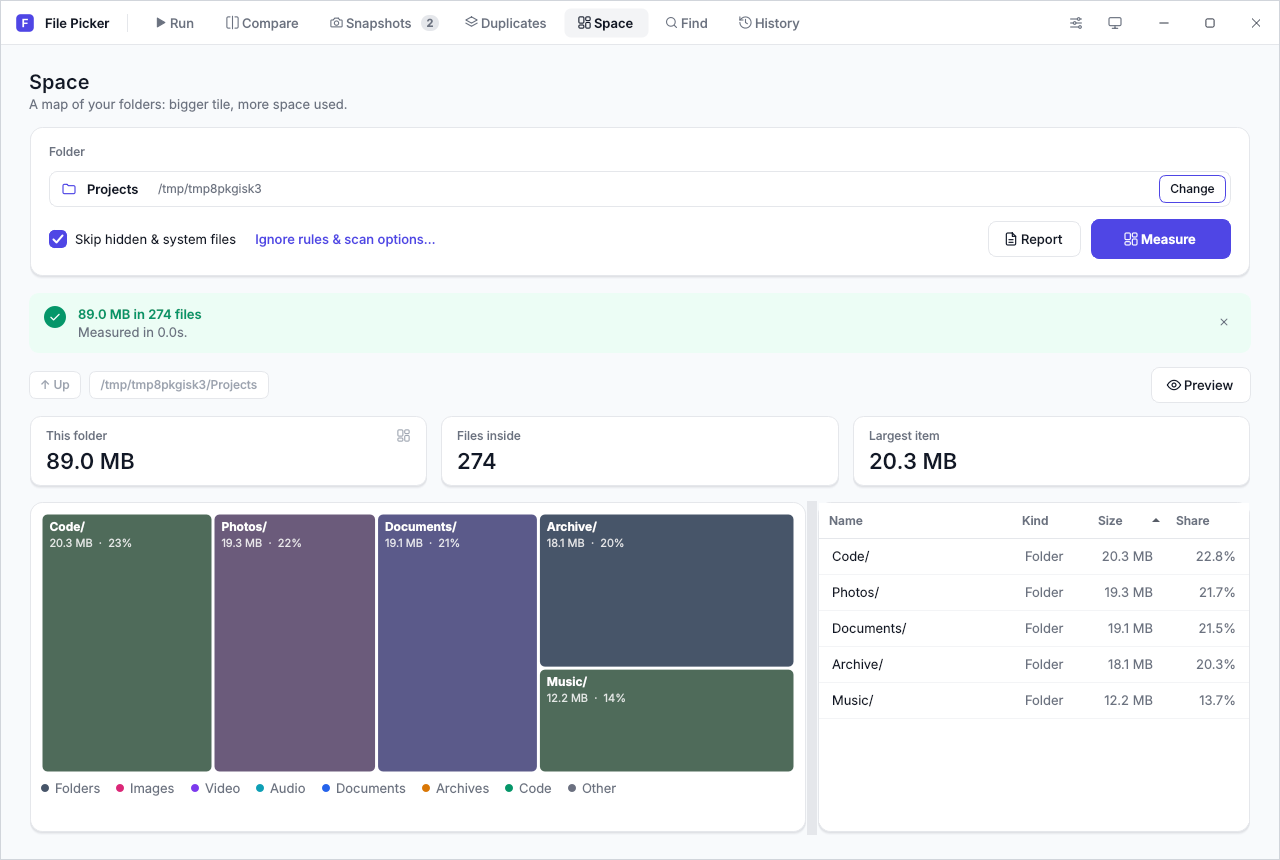 F File Picker Run Compare Snapshots 2 Duplicates Space Find History
Space
A map of your folders: bigger tile, more space used.
Folder
Projects /tmp/tmp8pkgisk3 Change
Skip hidden & system files Ignore rules & scan options... Report Measure
89.0 MB in 274 files
Measured in 0.0s.
↑ Up /tmp/tmp8pkgisk3/Projects Preview
This folder
89.0 MB
Files inside
274
Largest item
20.3 MB
Code/
20.3 MB · 23%
Photos/
19.3 MB · 22%
Documents/
19.1 MB · 21%
Archive/
18.1 MB · 20%
Music/
12.2 MB · 14%
Folders Images Video Audio Documents Archives Code Other
Name Kind Size Share
Code/ Folder 20.3 MB 22.8%
Photos/ Folder 19.3 MB 21.7%
Documents/ Folder 19.1 MB 21.5%
Archive/ Folder 18.1 MB 20.3%
Music/ Folder 12.2 MB 13.7%